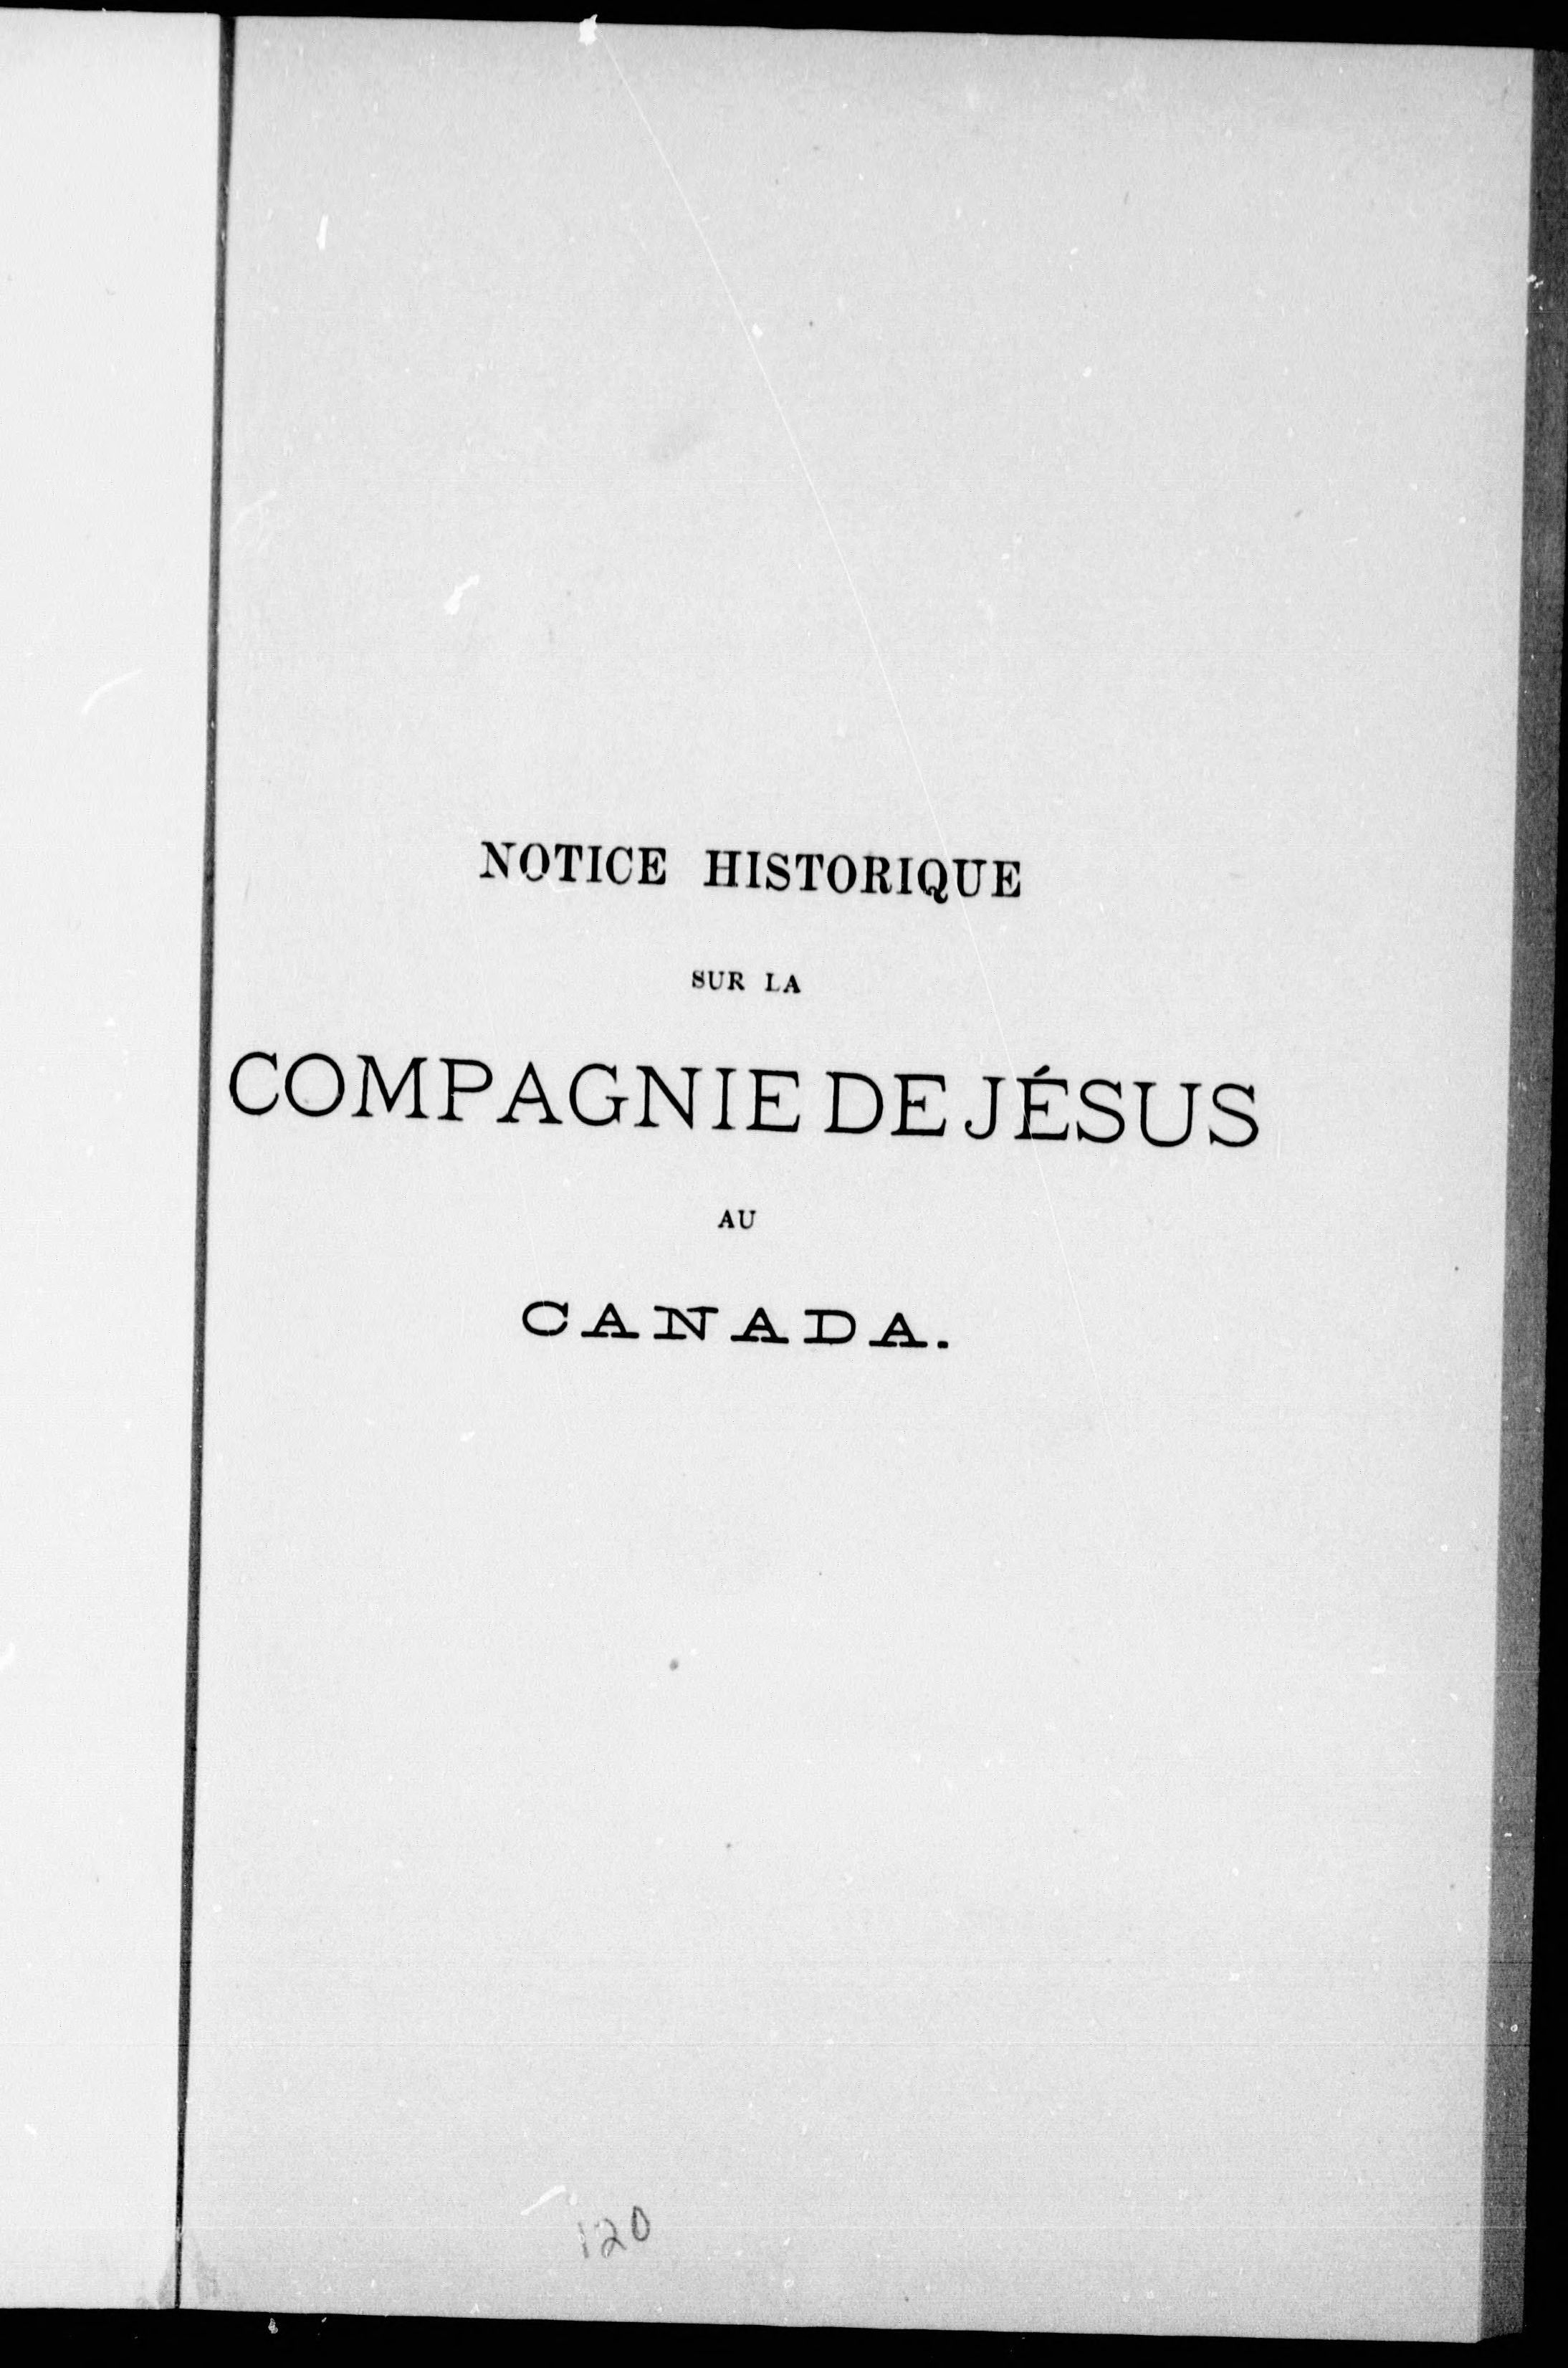 NOTICE HISTORIQUE
SUR LA
COMPAGNIE DE JÉSUS
AU
CANADA.
120